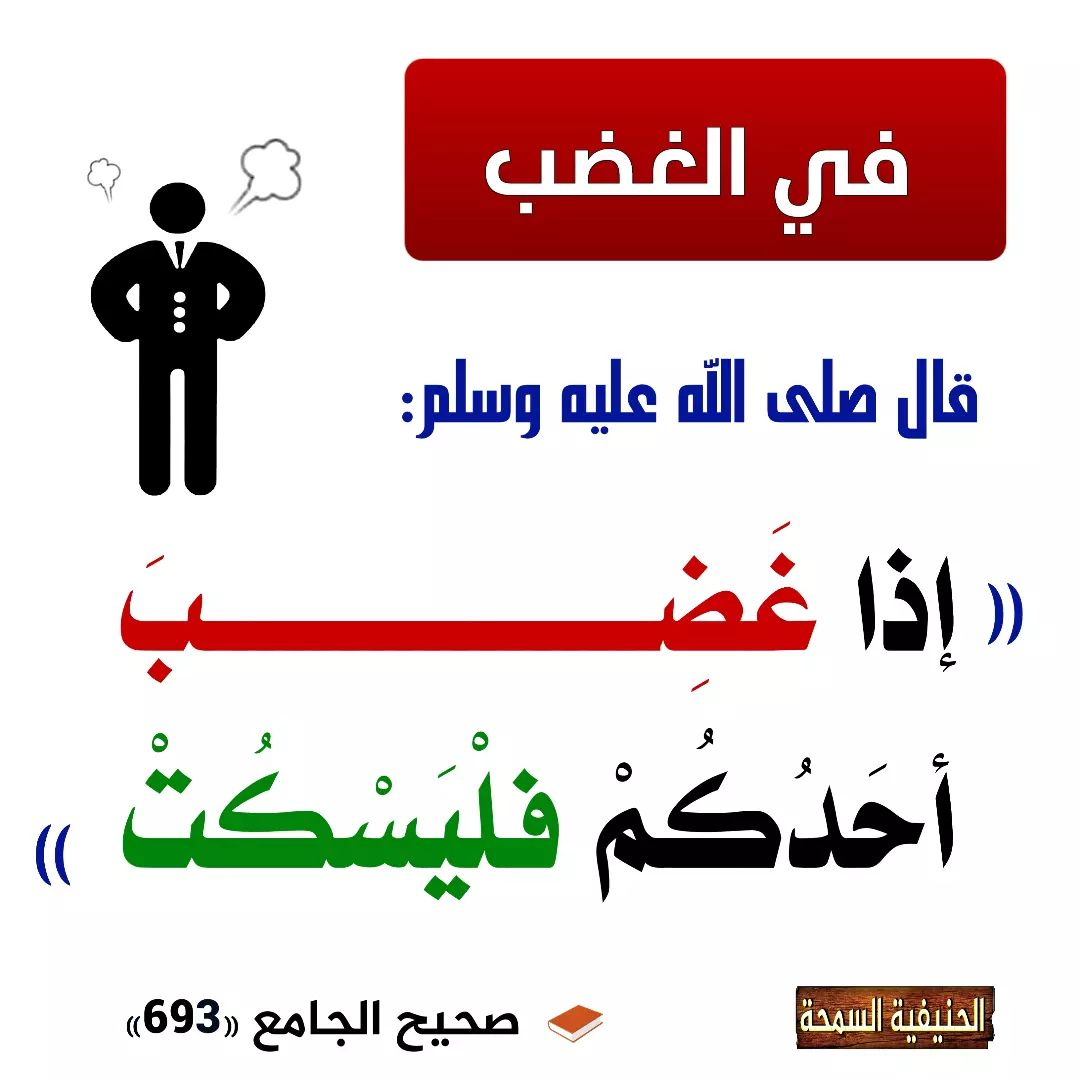 في الغضب
قال صلى الله عليه وسلم:
(( إذا غَضِبَ
أحَدُكُمْ فلْيَسْكُتْ ))
صحيح الجامع ((693))
الحنيفية السمحة